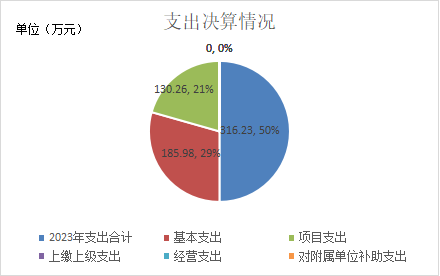 支出决算情况
单位（万元）
0, 0%
130.26, 21%
316.23, 50%
185.98, 29%
2023年支出合计 基本支出 项目支出
上缴上级支出 经营支出 对附属单位补助支出